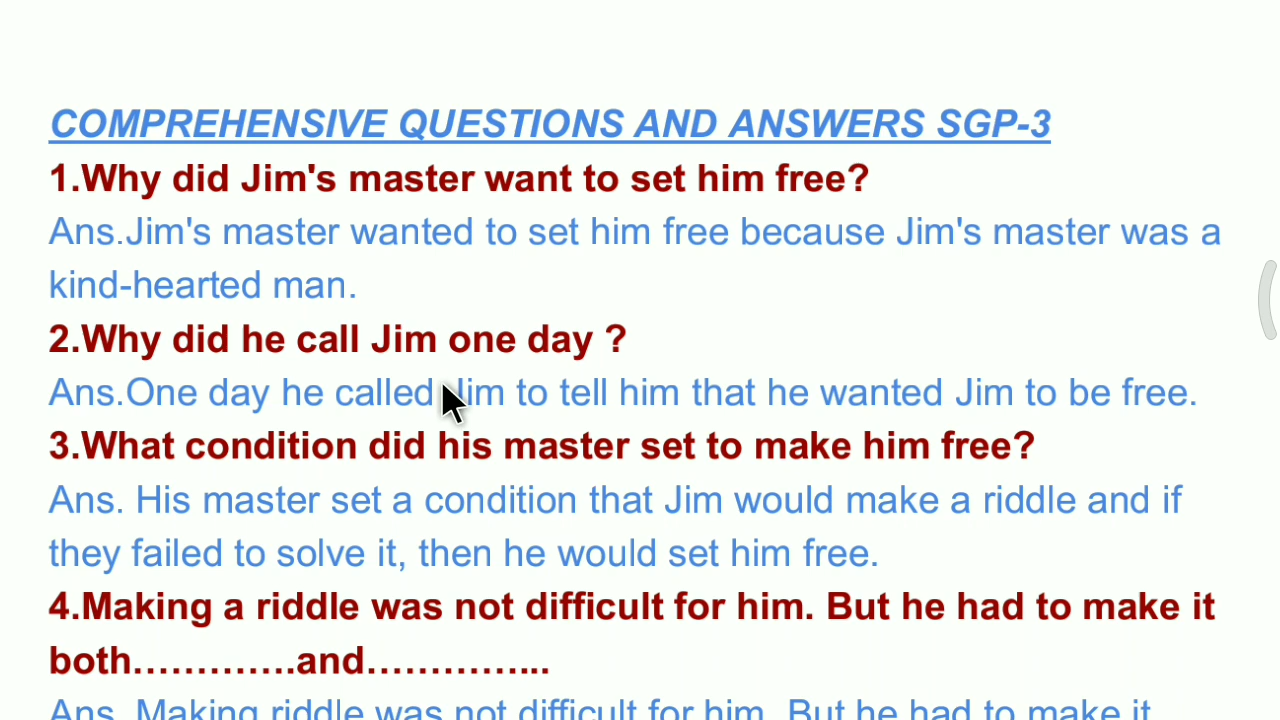 COMPREHENSIVE QUESTIONS AND ANSWERS SGP-3
1.Why did Jim's master want to set him free?
Ans.Jim's master wanted to set him free because Jim's master was a
kind-hearted man.
2.Why did he call Jim one day ?
Ans.One day he called Jim to tell him that he wanted Jim to be free.
3.What condition did his master set to make him free?
Ans. His master set a condition that Jim would make a riddle and if
they failed to solve it, then he would set him free.
4.Making a riddle was not difficult for him. But he had to make it
both………….and…………...
Ans. Making riddle was not difficult for him. But he had to make it